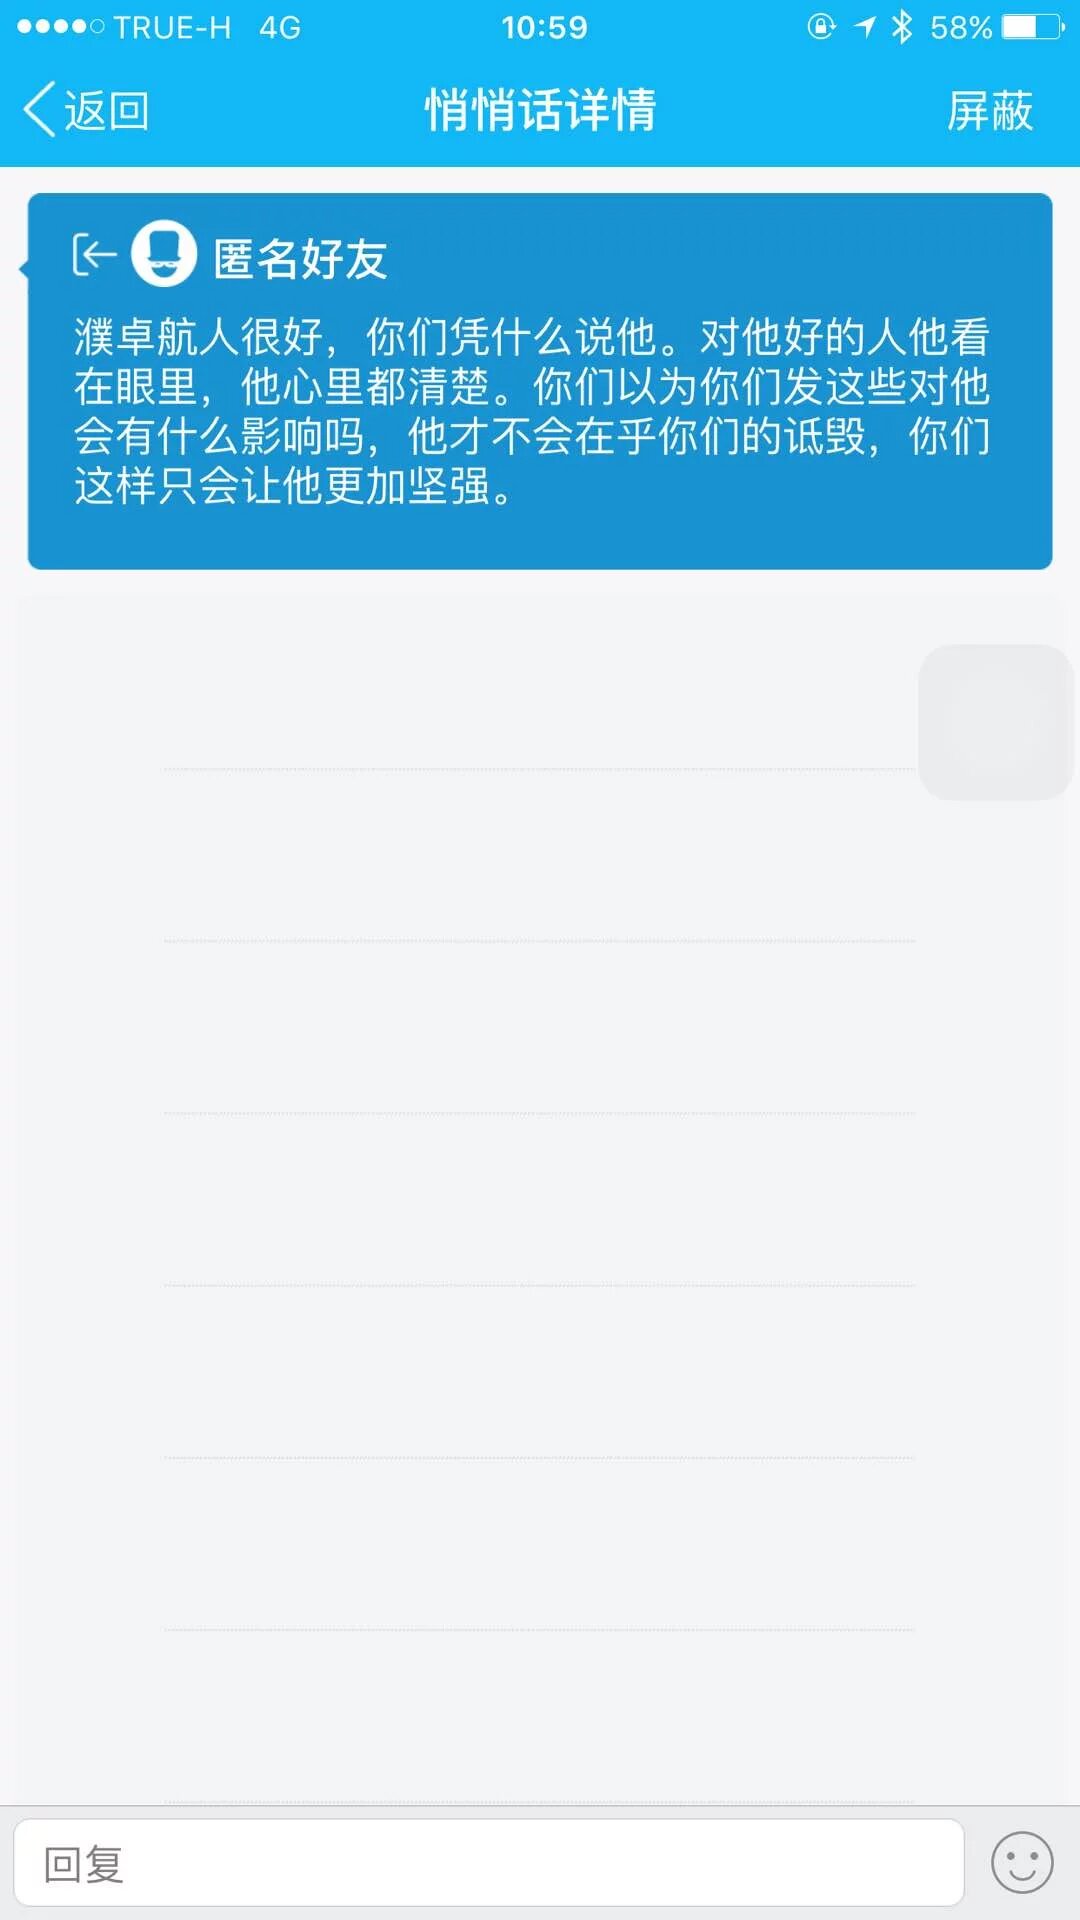 TRUE-H 4G 10:59 58%
返回 悄悄话详情 屏蔽
匿名好友
濮卓航人很好，你们凭什么说他。对他好的人他看
在眼里，他心里都清楚。你们以为你们发这些对他
会有什么影响吗，他才不会在乎你们的诋毁，你们
这样只会让他更加坚强。
回复